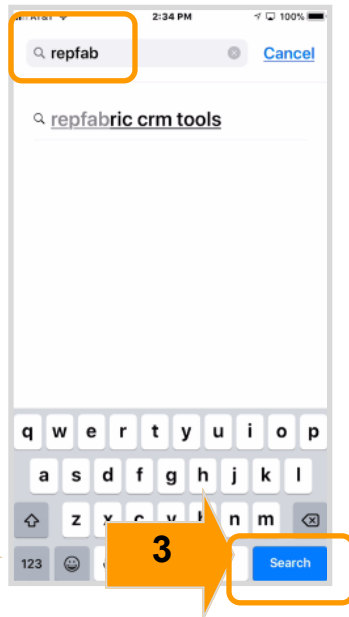 2:34 PM 100%
repfab Cancel
repfabric crm tools
q w e r t y u i o p
a s d f g h j k l
z n m
3
123 Search